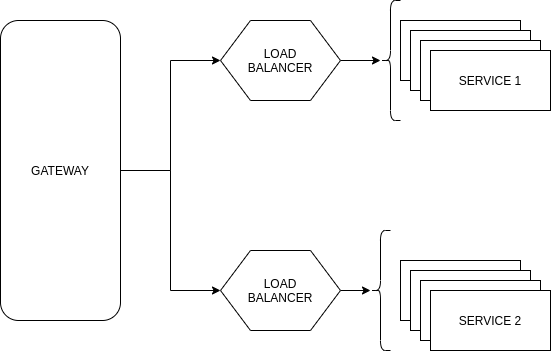 LOAD
BALANCER
SERVICE 1
GATEWAY
LOAD
BALANCER
SERVICE 2